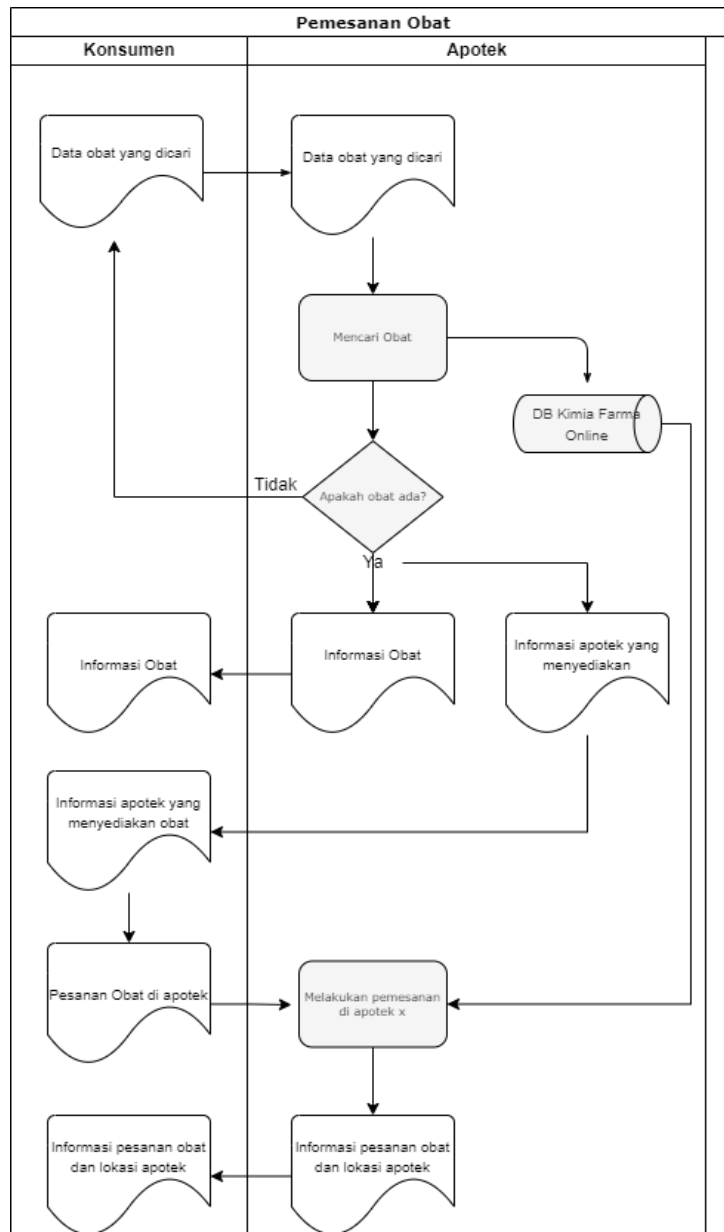 Pemesanan Obat
Konsumen
Apotek
Data obat yang dicari
Data obat yang dicari
Mencari Obat
DB Kimia Farma
Online
Tidak
Apakah obat ada?
Ya
Informasi Obat
Informasi Obat
Informasi apotek yang
menyediakan
Informasi apotek yang
menyediakan obat
Pesanan Obat di apotek
Melakukan pemesanan
di apotek x
Informasi pesanan obat
dan lokasi apotek
Informasi pesanan obat
dan lokasi apotek